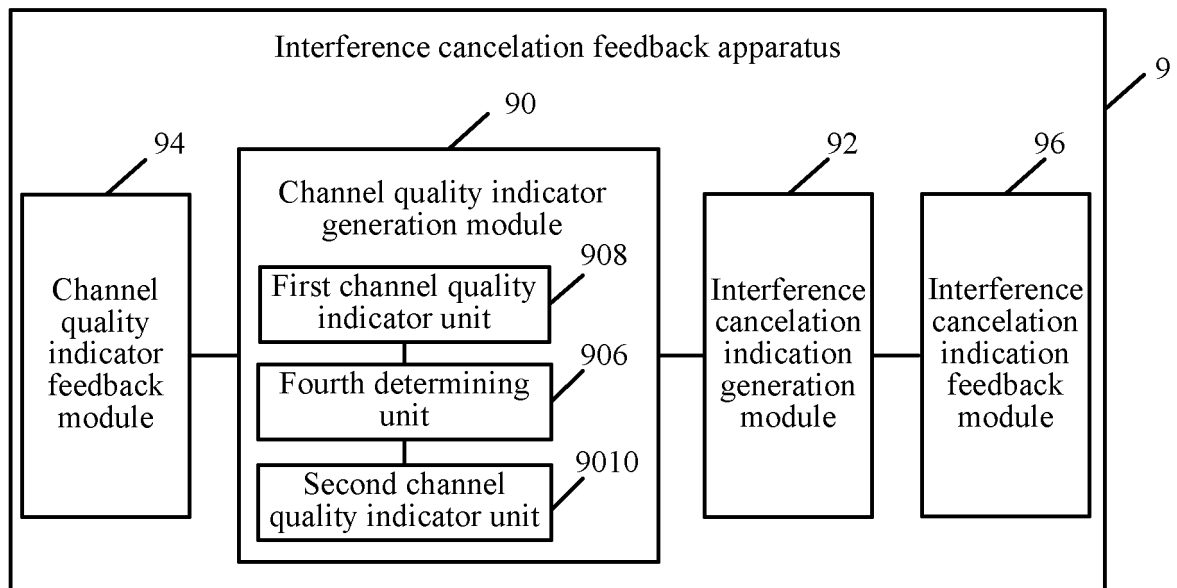 Interference cancelation feedback apparatus
9
90
94
92
96
Channel quality indicator
generation module
908
First channel quality
indicator unit
906
Fourth determining
unit
9010
Second channel
quality indicator unit
Channel
quality
indicator
feedback
module
Interference
cancelation
indication
generation
module
Interference
cancelation
indication
feedback
module